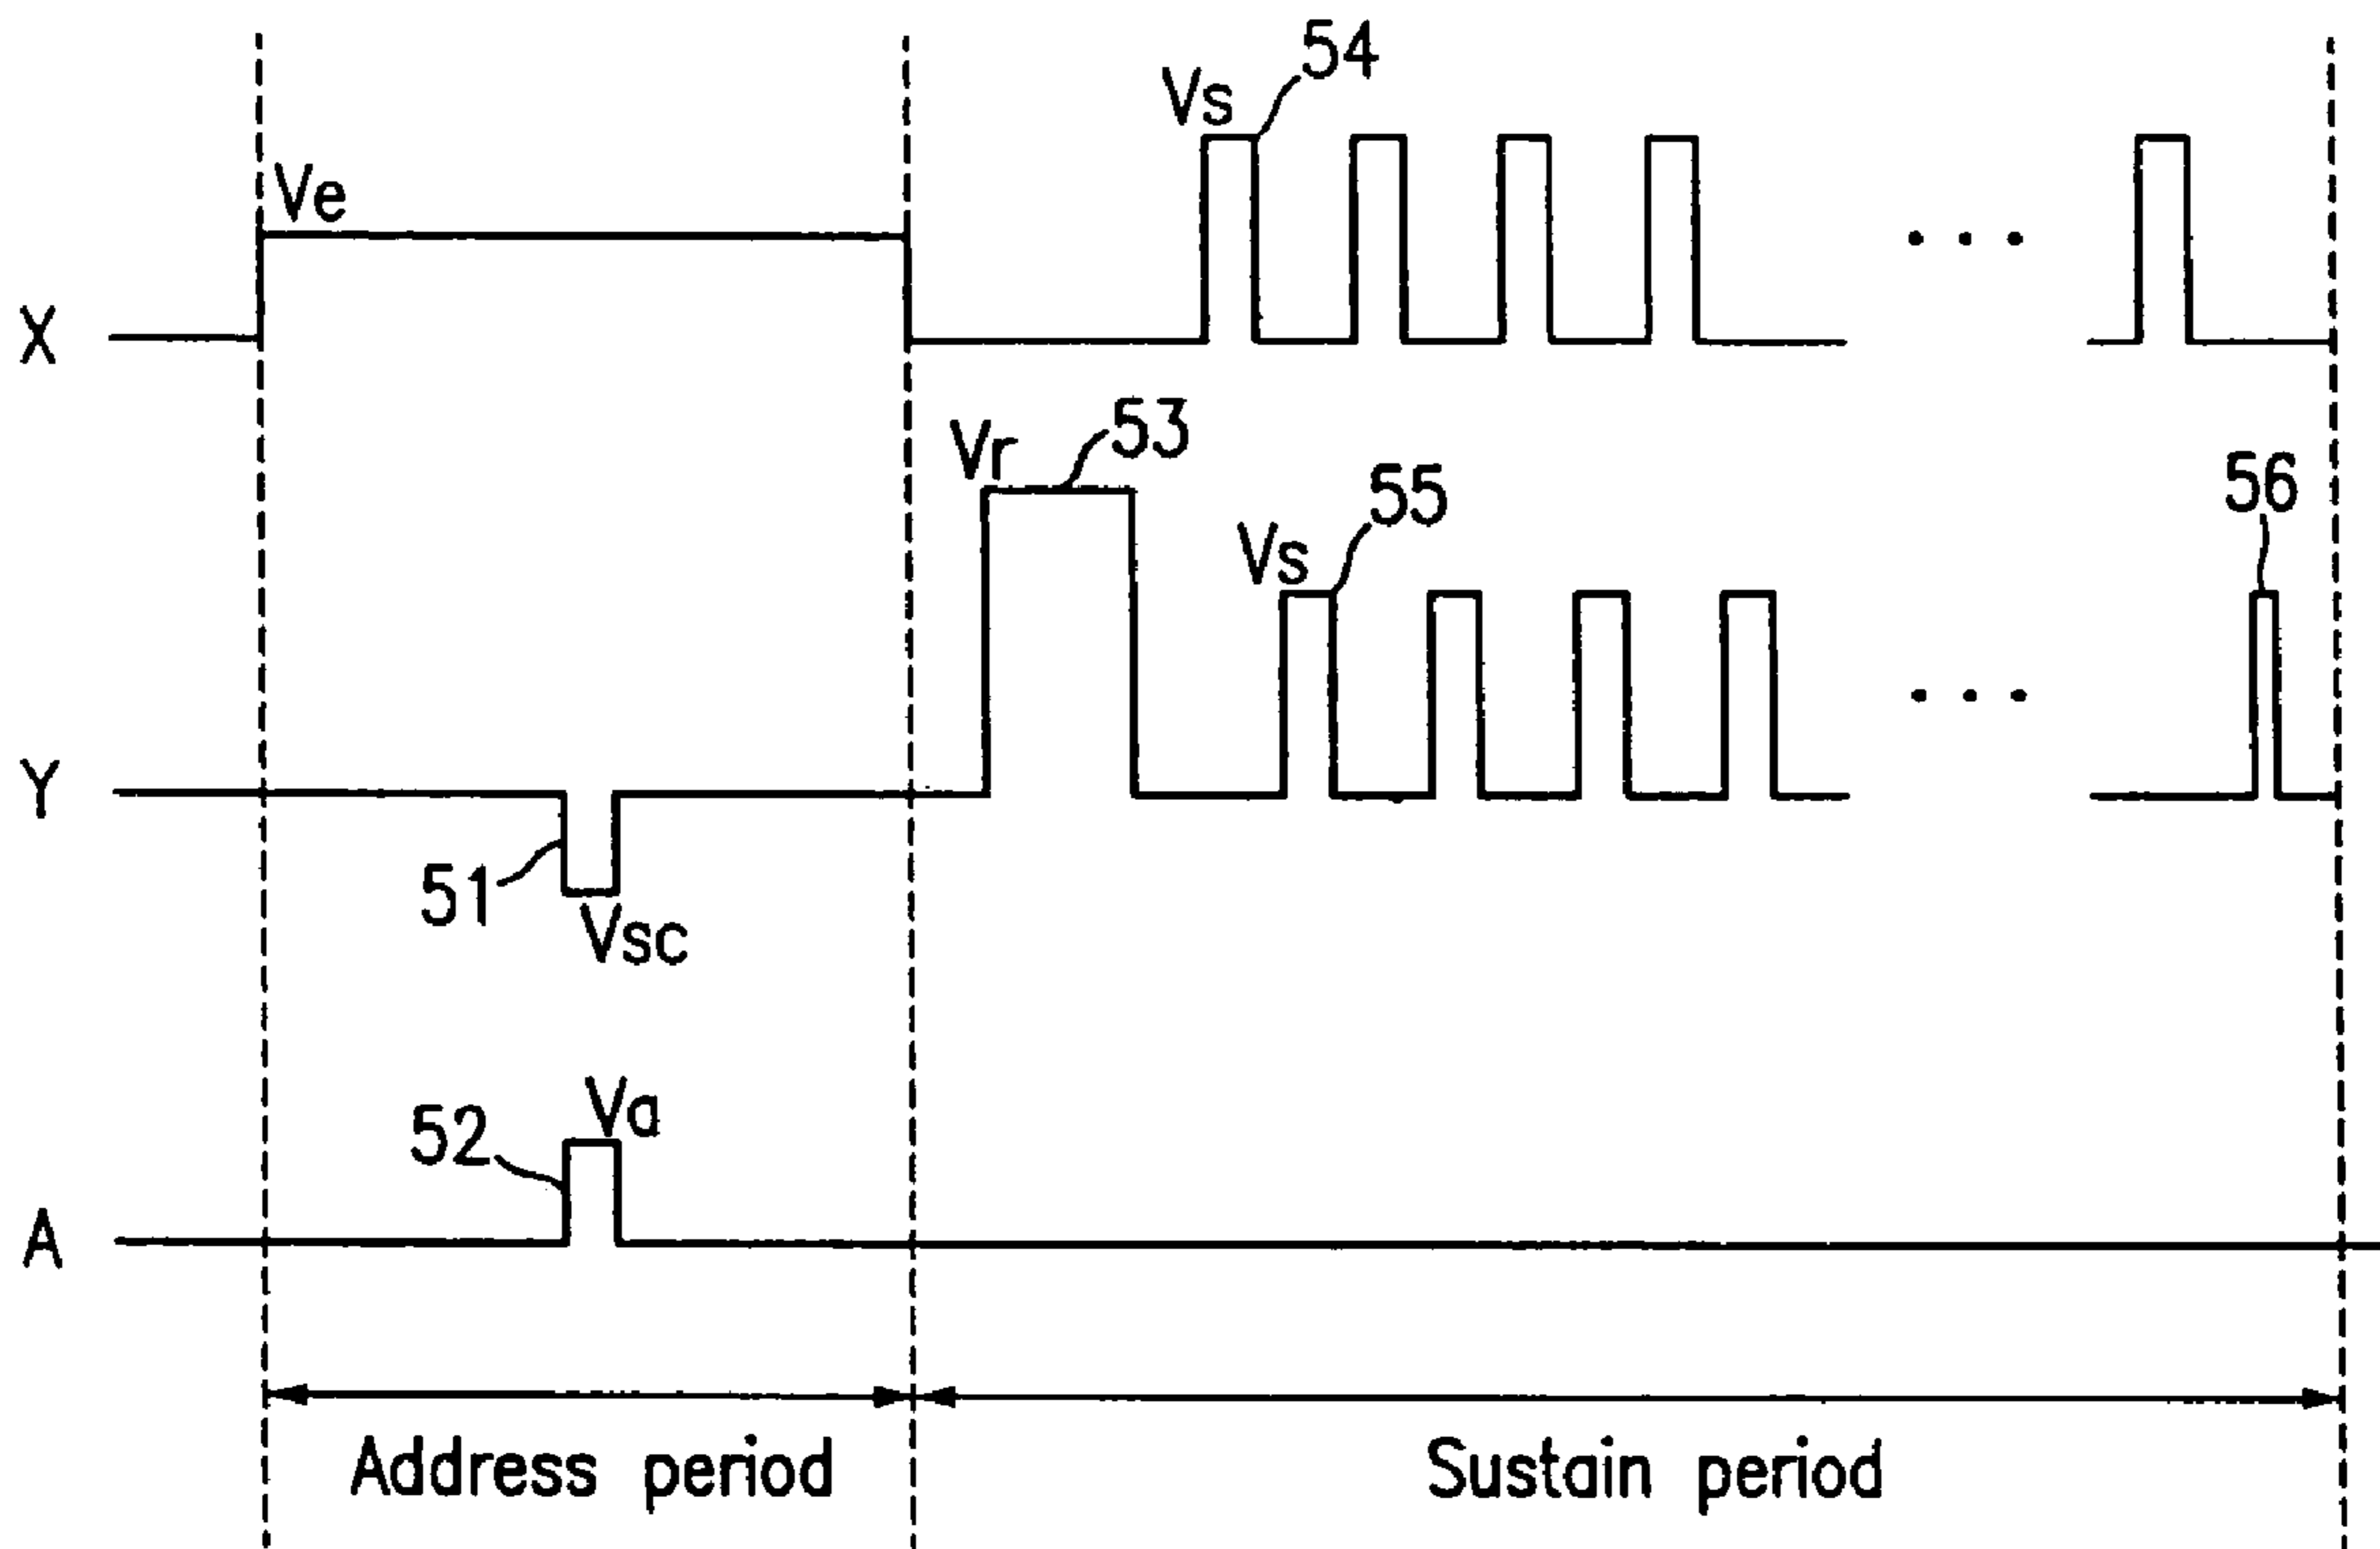 54
Vs
Ve
X
53
Vr
55
Vs
56
. . .
Y
. . .
51
Vsc
Va
52
A
Address period
Sustain period